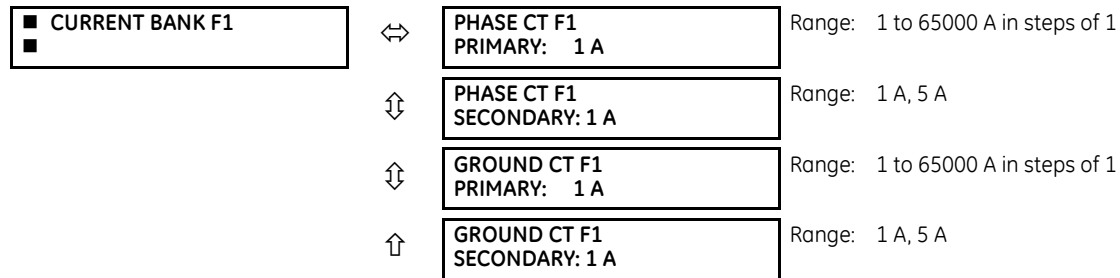 ■ CURRENT BANK F1
■
PHASE CT F1
PRIMARY: 1 A
Range: 1 to 65000 A in steps of 1
PHASE CT F1
SECONDARY: 1 A
Range: 1 A, 5 A
GROUND CT F1
PRIMARY: 1 A
Range: 1 to 65000 A in steps of 1
GROUND CT F1
SECONDARY: 1 A
Range: 1 A, 5 A